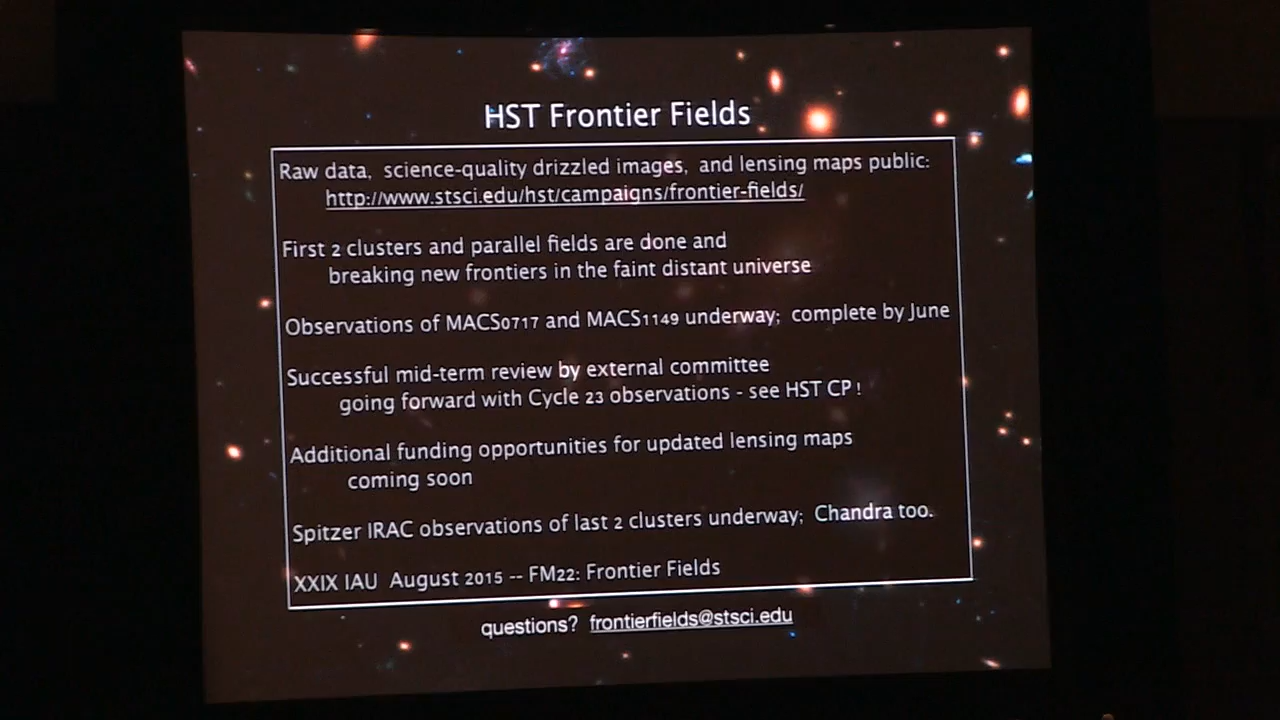 HST Frontier Fields
Raw data, science-quality drizzled images, and lensing maps public:
http://www.stsci.edu/hst/campaigns/frontier-fields/
First 2 clusters and parallel fields are done and
breaking new frontiers in the faint distant universe
Observations of MACS0717 and MACS1149 underway; complete by June
Successful mid-term review by external committee
going forward with Cycle 23 observations - see HST CP !
Additional funding opportunities for updated lensing maps
coming soon
Spitzer IRAC observations of last 2 clusters underway; Chandra too.
XXIX IAU August 2015 -- FM22: Frontier Fields
questions? frontierfields@stsci.edu